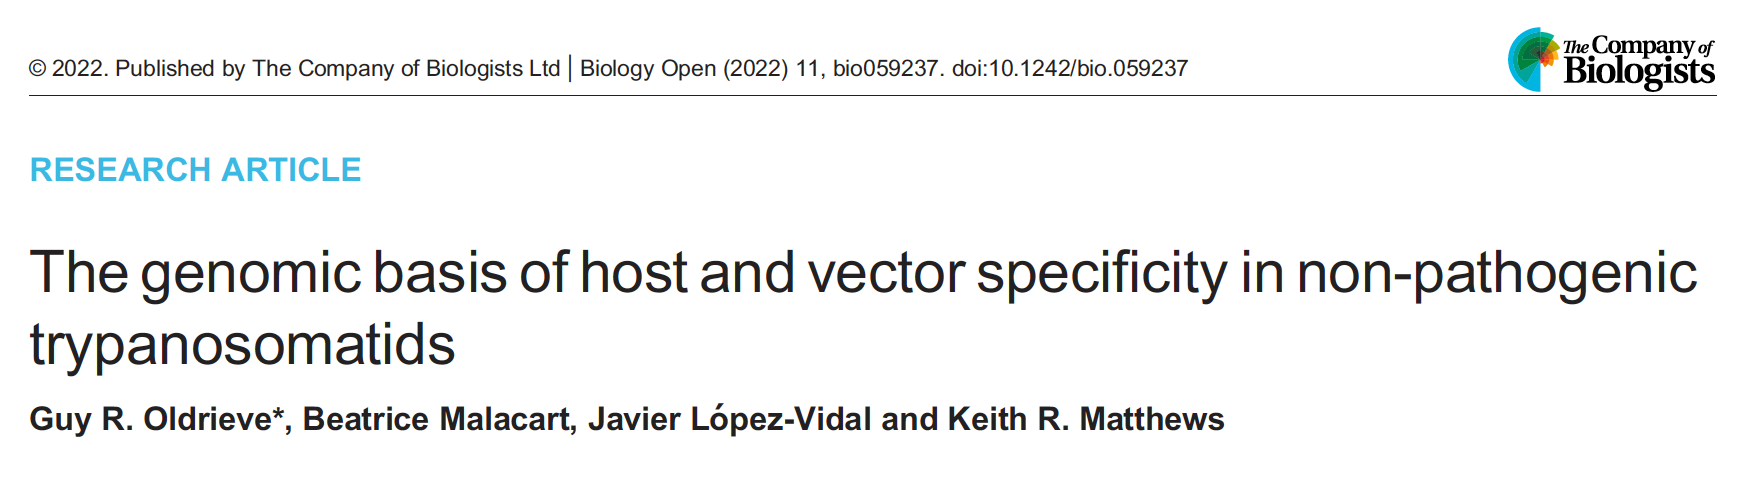 © 2022. Published by The Company of Biologists Ltd | Biology Open (2022) 11, bio059237. doi:10.1242/bio.059237
The Company of
Biologists
RESEARCH ARTICLE
The genomic basis of host and vector specificity in non-pathogenic
trypanosomatids
Guy R. Oldrieve*, Beatrice Malacart, Javier López-Vidal and Keith R. Matthews